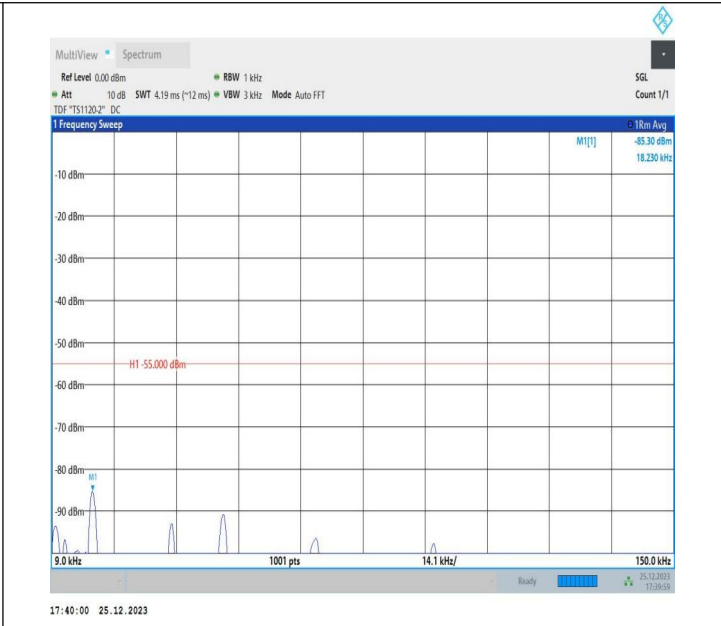 R&S
MultiView Spectrum
Ref Level 0.00 dBm RBW 1 kHz SGL
Att 10 dB SWT 4.19 ms (~12 ms) VBW 3 kHz Mode Auto FFT Count 1/1
TDF "TS1120-2" DC
1 Frequency Sweep 1Rm Avg
M1[1] -85.30 dBm
18.230 kHz
-10 dBm
-20 dBm
-30 dBm
-40 dBm
-50 dBm
H1 -55.000 dBm
-60 dBm
-70 dBm
-80 dBm
M1
-90 dBm
9.0 kHz 1001 pts 14.1 kHz/ 150.0 kHz
Ready 25.12.2023
17:39:59
17:40:00 25.12.2023